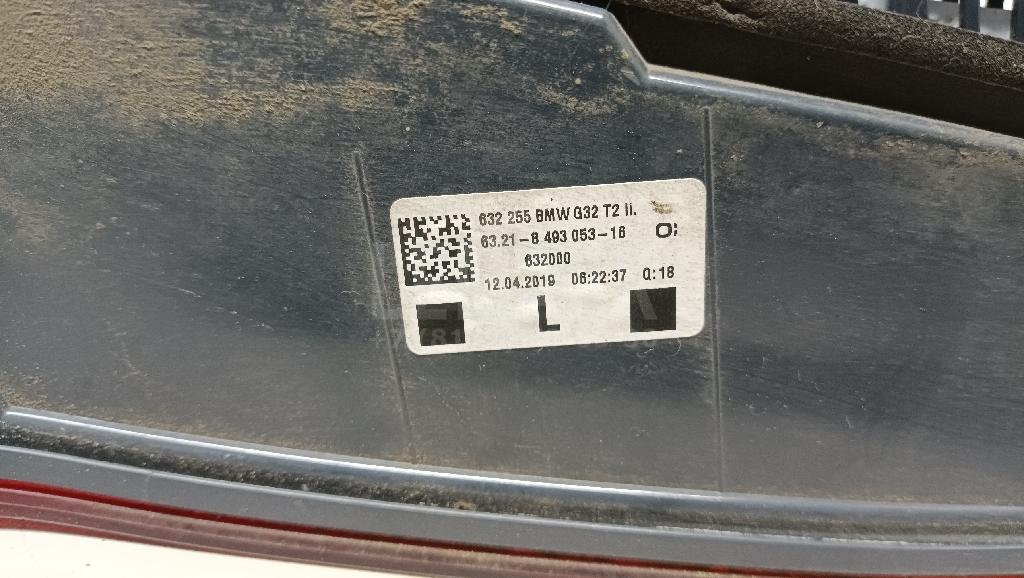 632 255 BMW G32 T2 li.
63.21-8 493 053-16
632000
12.04.2019 06:22:37 Q:18
L